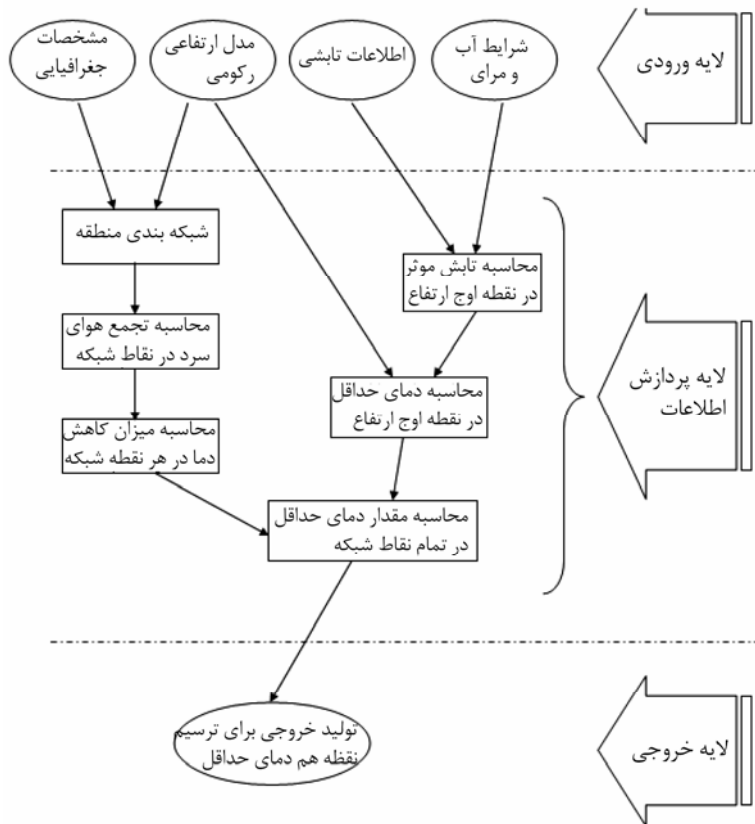 لایه ورودی
شرایط آب
و مرای
اطلاعات تابشی
مدل ارتفاعی
رکومی
مشخصات
جغرافیایی
لایه پردازش
اطلاعات
شبکه بندی منطقه
محاسبه تابش موثر
در نقطه اوج ارتفاع
محاسبه تجمع هوای
سرد در نقاط شبکه
محاسبه دمای حداقل
در نقطه اوج ارتفاع
محاسبه میزان کاهش
دما در هر نقطه شبکه
محاسبه مقدار دمای حداقل
در تمام نقاط شبکه
لایه خروجی
تولید خروجی برای ترسیم
نقظه هم دمای حداقل